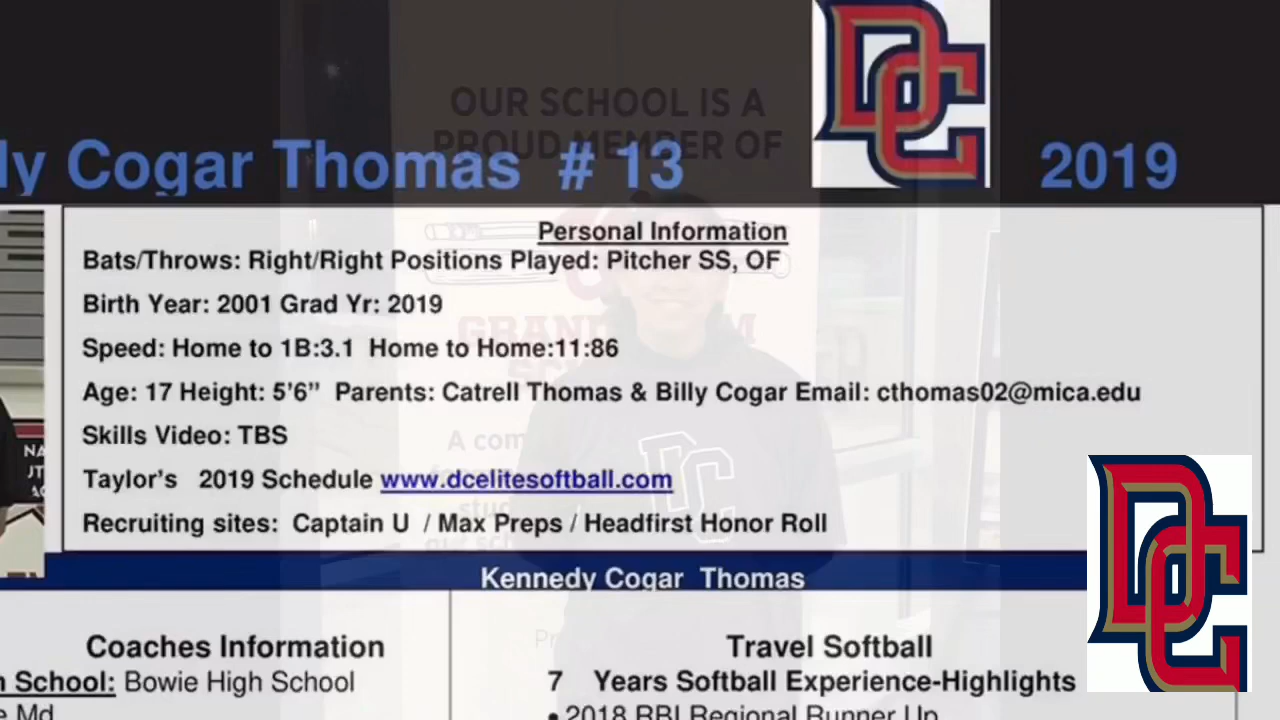 OUR SCHOOL IS A
PROUD MEMBER OF
DC
ly Cogar Thomas # 13
2019
Personal Information
Bats/Throws: Right/Right Positions Played: Pitcher SS, OF
Birth Year: 2001 Grad Yr: 2019
Speed: Home to 1B:3.1 Home to Home:11:86
Age: 17 Height: 5’6” Parents: Catrell Thomas & Billy Cogar Email: cthomas02@mica.edu
Skills Video: TBS
Taylor’s 2019 Schedule www.dcelitesoftball.com
Recruiting sites: Captain U / Max Preps / Headfirst Honor Roll
A com
DC
DC
Kennedy Cogar Thomas
Coaches Information
School: Bowie High School
Travel Softball
7 Years Softball Experience-Highlights
• 2018 RBI Regional Runner Up